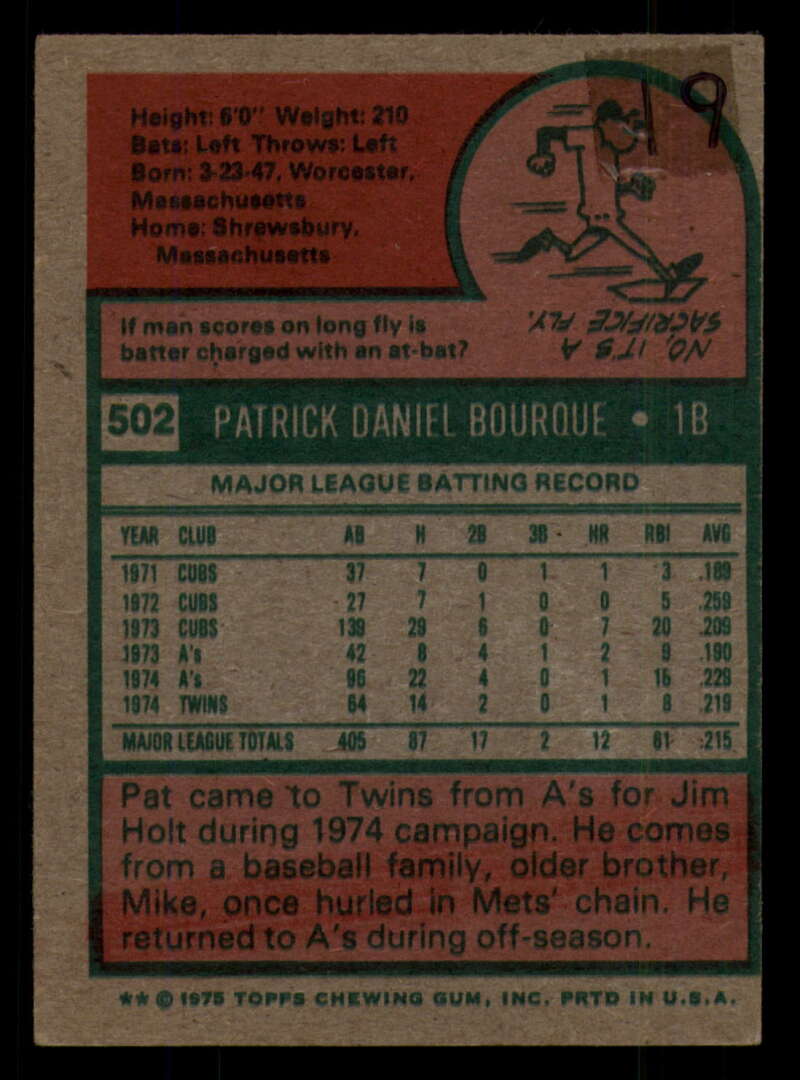 19
Height: 6'0" Weight: 210
Bats: Left Throws: Left
Born: 3-23-47, Worcester,
Massachusetts
Home: Shrewsbury,
Massachusetts
If man scores on long fly is
batter charged with an at-bat?
NO, IT'S A
SACRIFICE FLY.
502 PATRICK DANIEL BOURQUE • 1B
MAJOR LEAGUE BATTING RECORD
YEAR CLUB AB H 2B 3B HR RBI AVG
1971 CUBS 37 7 0 1 1 3 .189
1972 CUBS 27 7 1 0 0 5 .259
1973 CUBS 139 29 6 0 7 20 .209
1973 A's 42 8 4 1 2 9 .190
1974 A's 96 22 4 0 1 16 .229
1974 TWINS 64 14 2 0 1 8 .219
MAJOR LEAGUE TOTALS 405 87 17 2 12 61 .215
Pat came to Twins from A's for Jim
Holt during 1974 campaign. He comes
from a baseball family, older brother,
Mike, once hurled in Mets' chain. He
returned to A's during off-season.
** © 1975 TOPPS CHEWING GUM, INC. PRTD IN U.S.A.